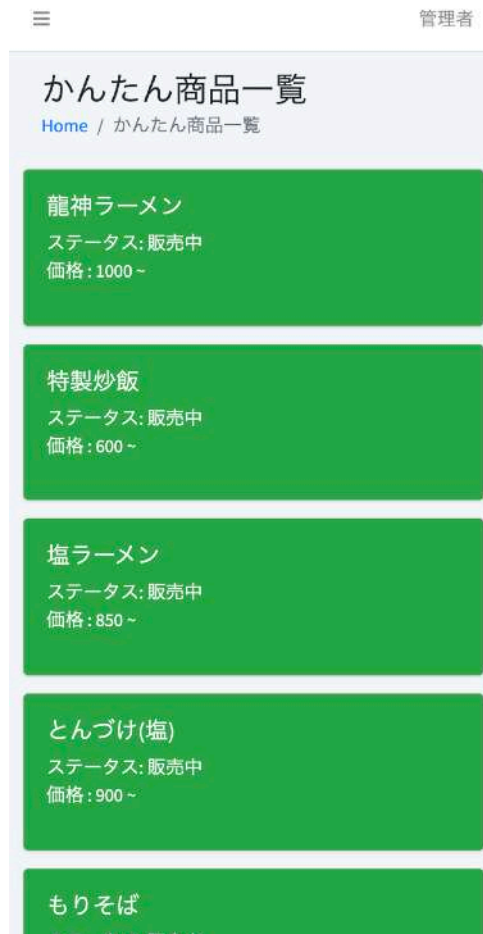 管理者
かんたん商品一覧
Home / かんたん商品一覧
龍神ラーメン
ステータス: 販売中
価格 : 1000 ~
特製炒飯
ステータス: 販売中
価格 : 600 ~
塩ラーメン
ステータス: 販売中
価格 : 850 ~
とんづけ(塩)
ステータス: 販売中
価格 : 900 ~
もりそば